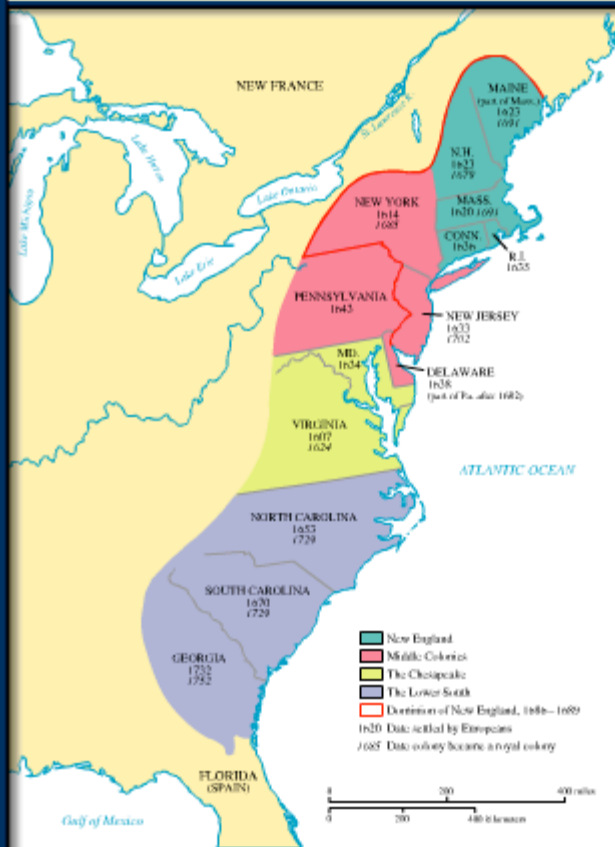 NEW FRANCE
St. Lawrence R.
MAINE
(part of Mass.)
1623
1691
N.H.
1623
1679
Lake Huron
Lake Michigan
Lake Ontario
Lake Erie
NEW YORK
1614
1685
MASS.
1620 1691
CONN.
1636
R.I.
1635
PENNSYLVANIA
1643
NEW JERSEY
1633
1702
MD.
1634
DELAWARE
1638
(part of Pa. after 1682)
VIRGINIA
1607
1624
ATLANTIC OCEAN
NORTH CAROLINA
1653
1729
SOUTH CAROLINA
1670
1729
GEORGIA
1732
1752
New England
Middle Colonies
The Chesapeake
The Lower South
Dominion of New England, 1686–1689
1620 Date settled by Europeans
1685 Date colony became a royal colony
FLORIDA
(SPAIN)
Gulf of Mexico
0 200 400 miles
0 200 400 kilometers